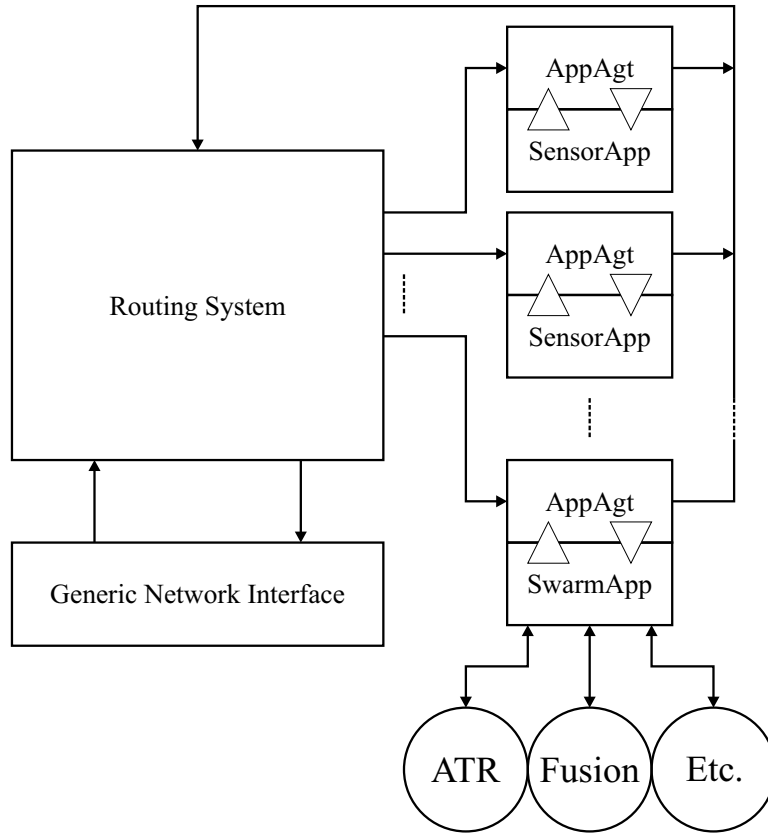 AppAgt
SensorApp
AppAgt
SensorApp
Routing System
AppAgt
SwarmApp
Generic Network Interface
ATR
Fusion
Etc.